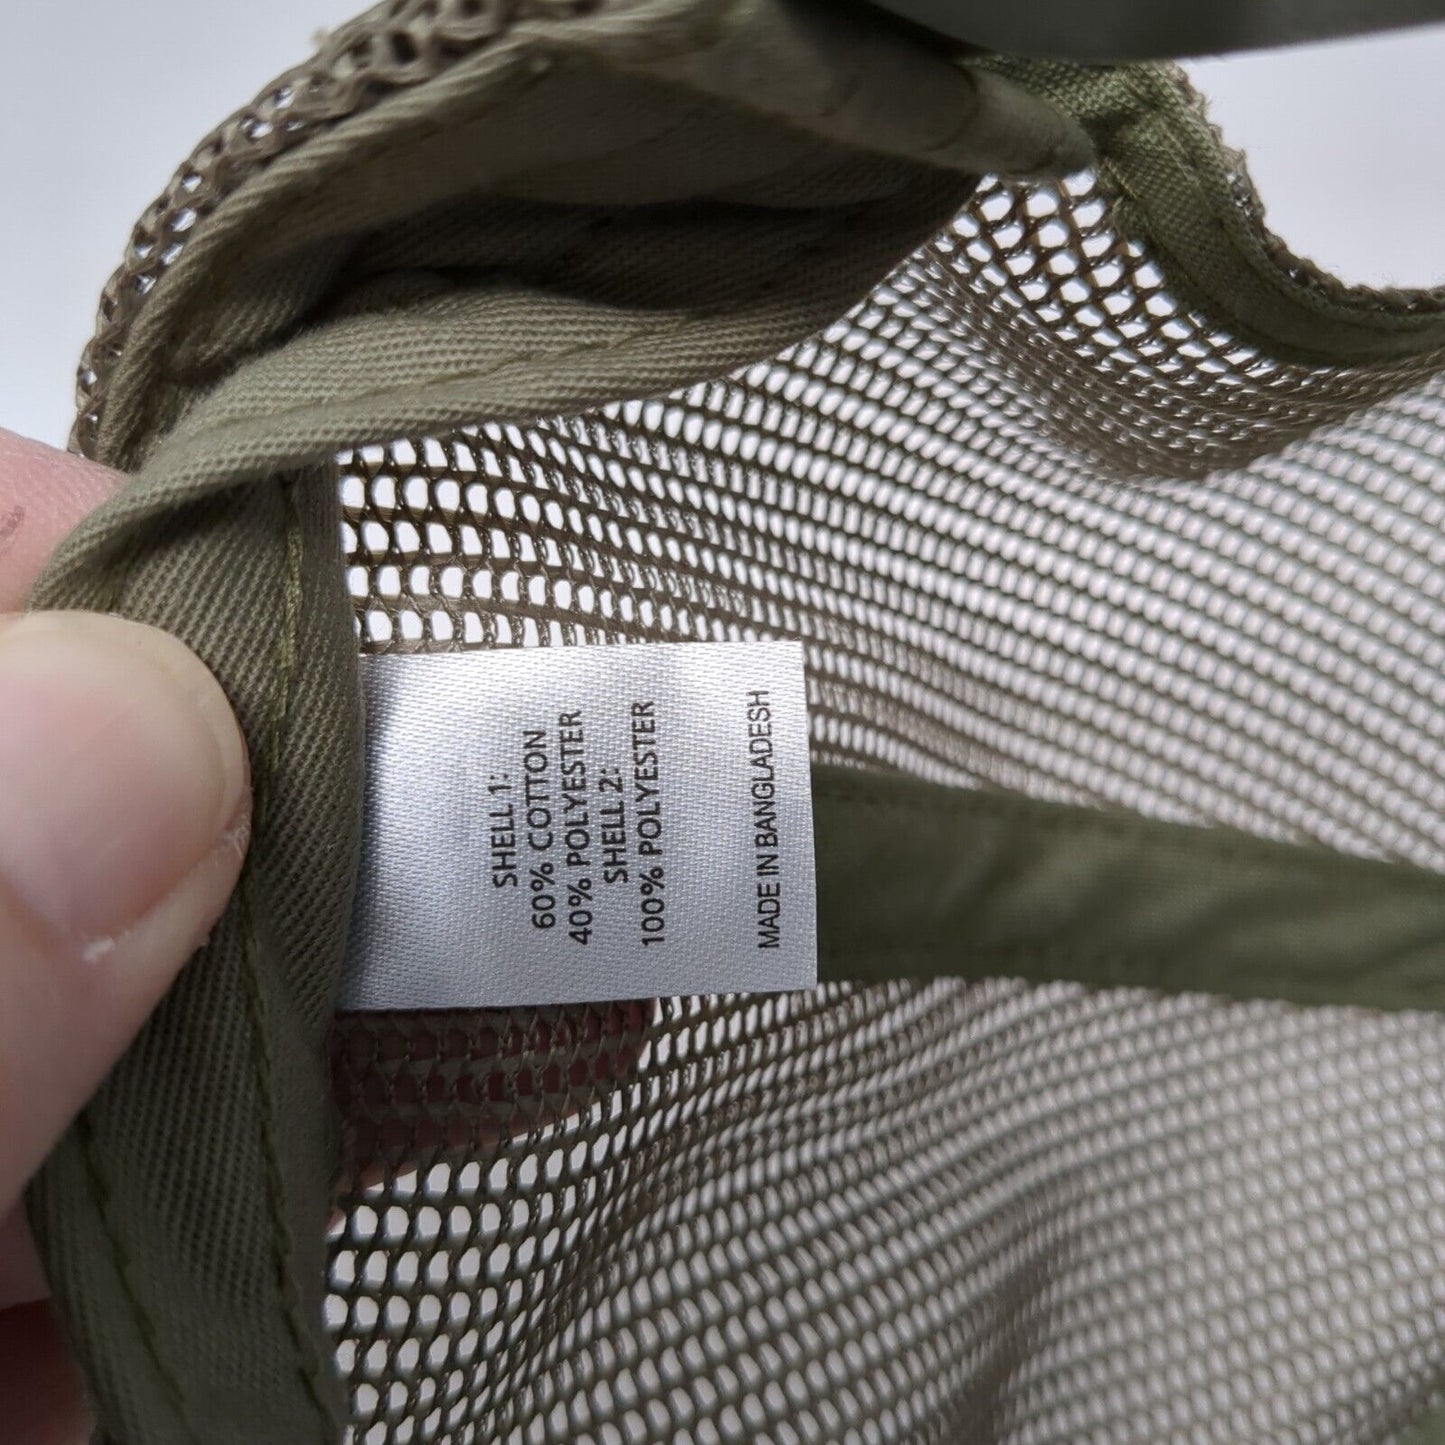 SHELL 1:
60% COTTON
40% POLYESTER
SHELL 2:
100% POLYESTER
MADE IN BANGLADESH